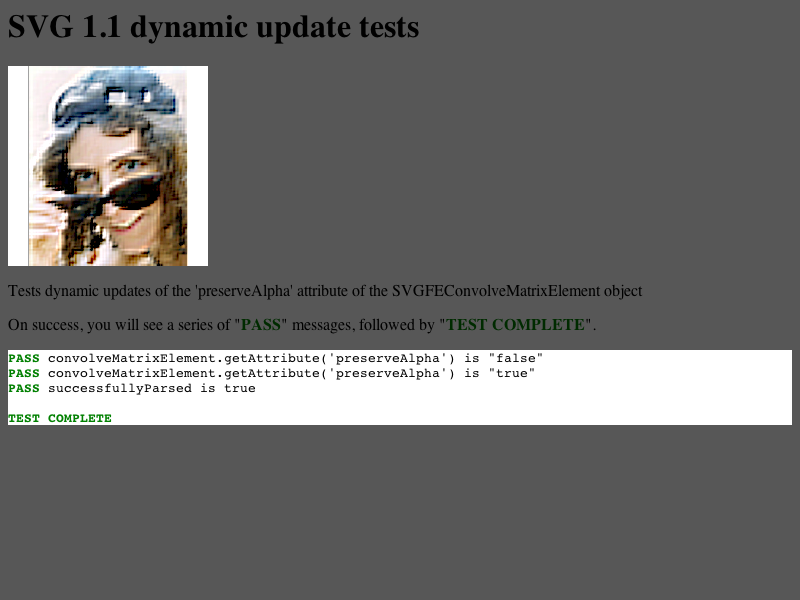 SVG 1.1 dynamic update tests
Tests dynamic updates of the 'preserveAlpha' attribute of the SVGFEConvolveMatrixElement object
On success, you will see a series of "PASS" messages, followed by "TEST COMPLETE".
PASS convolveMatrixElement.getAttribute('preserveAlpha') is "false"
PASS convolveMatrixElement.getAttribute('preserveAlpha') is "true"
PASS successfullyParsed is true
TEST COMPLETE